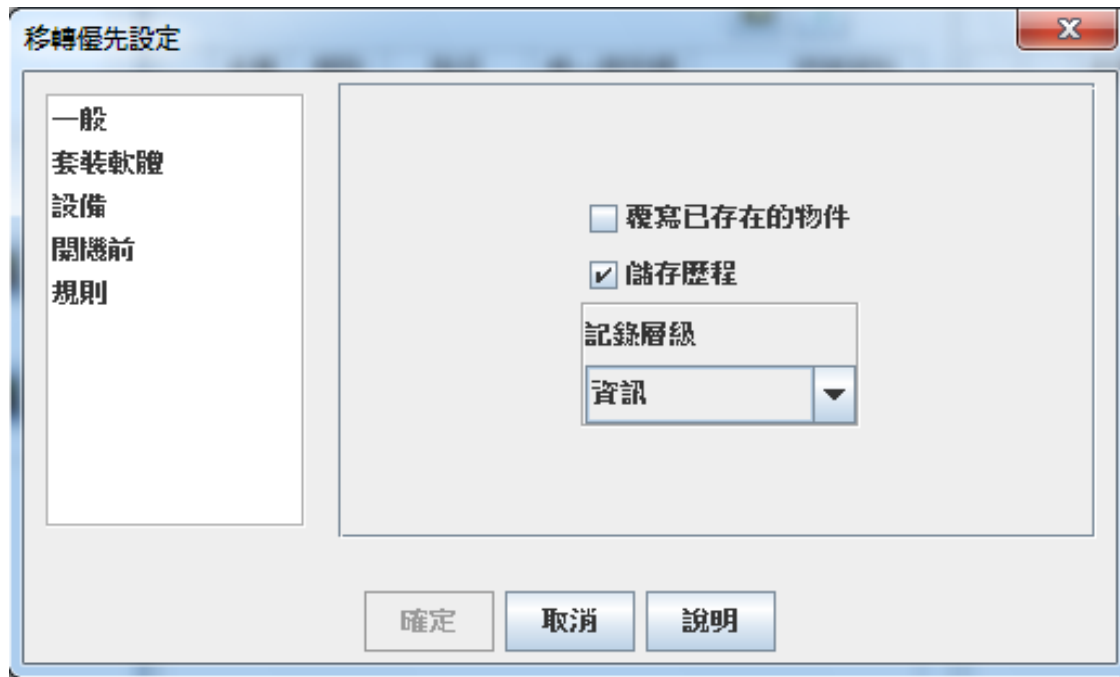 移轉優先設定
一般
套裝軟體
設備
開機前
規則
覆寫已存在的物件
儲存歷程
記錄層級
資訊
確定
取消
說明